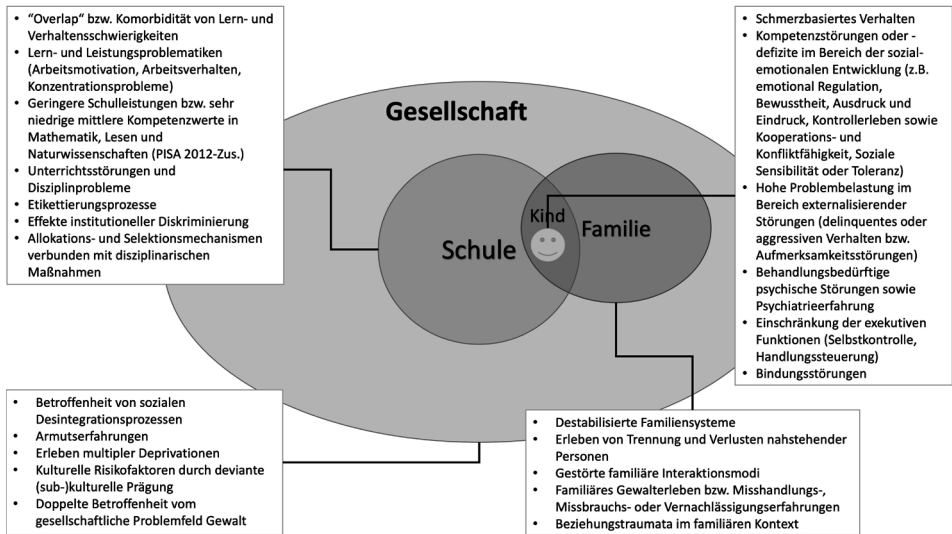 • "Overlap" bzw. Komorbidität von Lern- und
Verhaltensschwierigkeiten
• Lern- und Leistungsproblematiken
(Arbeitsmotivation, Arbeitsverhalten,
Konzentrationsprobleme)
• Geringere Schulleistungen bzw. sehr
niedrige mittlere Kompetenzwerte in
Mathematik, Lesen und
Naturwissenschaften (PISA 2012-Zus.)
• Unterrichtsstörungen und
Disziplinprobleme
• Etikettierungsprozesse
• Effekte institutioneller Diskriminierung
• Allokations- und Selektionsmechanismen
verbunden mit disziplinarischen
Maßnahmen
Gesellschaft
Schule
Kind
Familie
• Schmerzbasiertes Verhalten
• Kompetenzstörungen oder -
defizite im Bereich der sozial-
emotionalen Entwicklung (z.B.
emotional Regulation,
Bewusstheit, Ausdruck und
Eindruck, Kontrollerleben sowie
Kooperations- und
Konfliktfähigkeit, Soziale
Sensibilität oder Toleranz)
• Hohe Problembelastung im
Bereich externalisierender
Störungen (delinquentes oder
aggressiven Verhalten bzw.
Aufmerksamkeitsstörungen)
• Behandlungsbedürftige
psychische Störungen sowie
Psychiatrieerfahrung
• Einschränkung der exekutiven
Funktionen (Selbstkontrolle,
Handlungssteuerung)
• Bindungsstörungen
• Betroffenheit von sozialen
Desintegrationsprozessen
• Armutserfahrungen
• Erleben multipler Deprivationen
• Kulturelle Risikofaktoren durch deviante
(sub-)kulturelle Prägung
• Doppelte Betroffenheit vom
gesellschaftliche Problemfeld Gewalt
• Destabilisierte Familiensysteme
• Erleben von Trennung und Verlusten nahstehender
Personen
• Gestörte familiäre Interaktionsmodi
• Familiäres Gewalterleben bzw. Misshandlungs-,
Missbrauchs- oder Vernachlässigungserfahrungen
• Beziehungstraumata im familiären Kontext